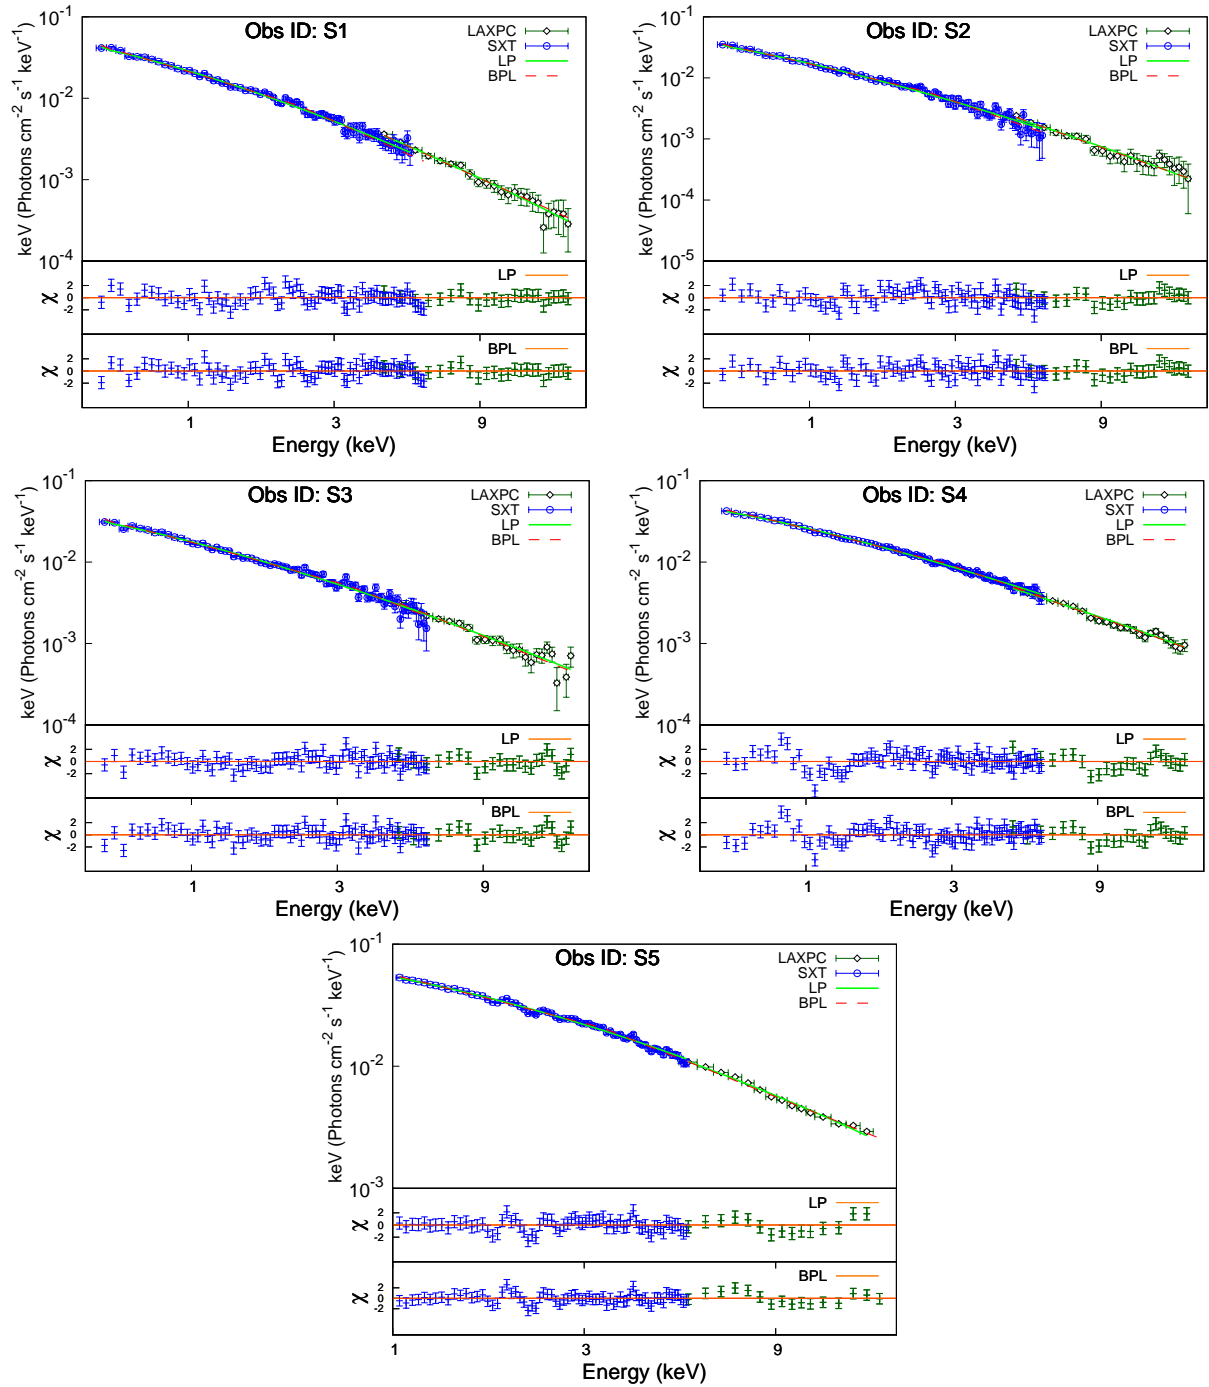 Obs ID: S1
LAXPC
SXT
LP
BPL
keV (Photons cm-2 s-1 keV-1)
10-1
10-2
10-3
10-4
LP
χ
2
0
-2
BPL
χ
2
0
-2
1 3 9
Energy (keV)
Obs ID: S2
LAXPC
SXT
LP
BPL
keV (Photons cm-2 s-1 keV-1)
10-1
10-2
10-3
10-4
10-5
LP
χ
2
0
-2
BPL
χ
2
0
-2
1 3 9
Energy (keV)
Obs ID: S3
LAXPC
SXT
LP
BPL
keV (Photons cm-2 s-1 keV-1)
10-1
10-2
10-3
10-4
LP
χ
2
0
-2
BPL
χ
2
0
-2
1 3 9
Energy (keV)
Obs ID: S4
LAXPC
SXT
LP
BPL
keV (Photons cm-2 s-1 keV-1)
10-1
10-2
10-3
10-4
LP
χ
2
0
-2
BPL
χ
2
0
-2
1 3 9
Energy (keV)
Obs ID: S5
LAXPC
SXT
LP
BPL
keV (Photons cm-2 s-1 keV-1)
10-1
10-2
10-3
LP
χ
2
0
-2
BPL
χ
2
0
-2
1 3 9
Energy (keV)